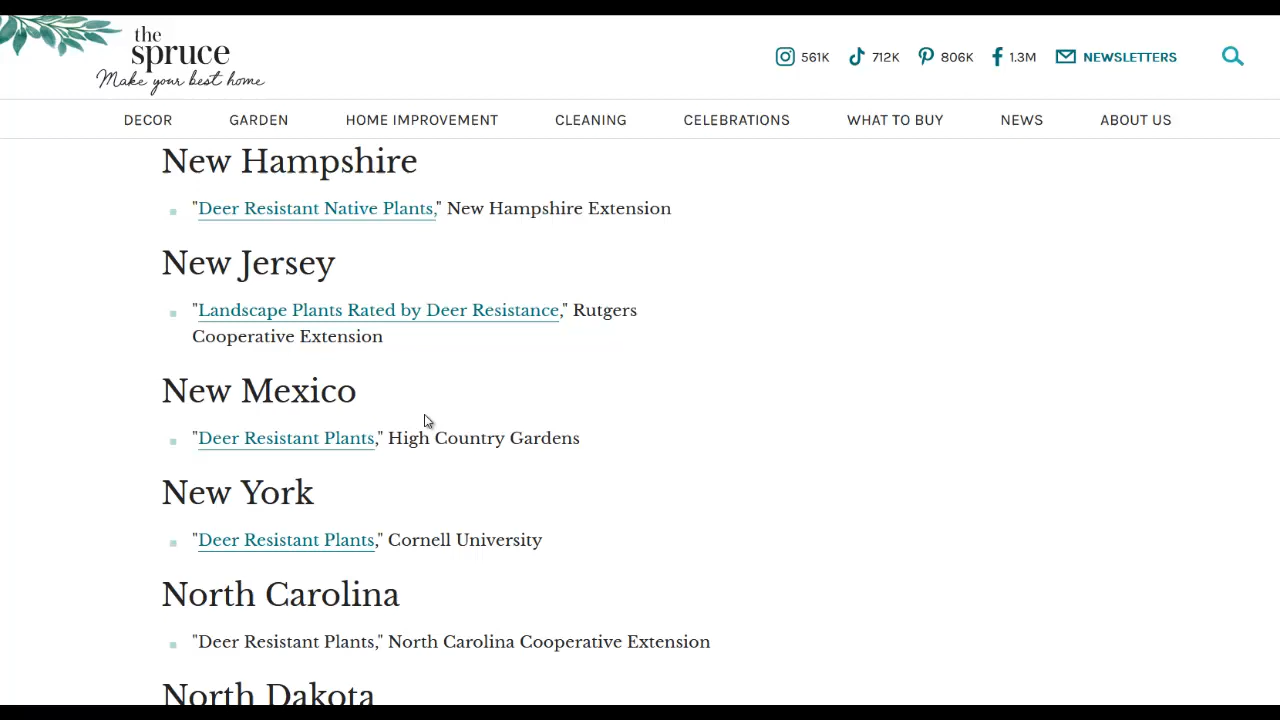 the
spruce
Make your best home
561K 712K 806K 1.3M NEWSLETTERS
DECOR GARDEN HOME IMPROVEMENT CLEANING CELEBRATIONS WHAT TO BUY NEWS ABOUT US
New Hampshire
"Deer Resistant Native Plants," New Hampshire Extension
New Jersey
"Landscape Plants Rated by Deer Resistance," Rutgers
Cooperative Extension
New Mexico
"Deer Resistant Plants," High Country Gardens
New York
"Deer Resistant Plants," Cornell University
North Carolina
"Deer Resistant Plants," North Carolina Cooperative Extension
North Dakota